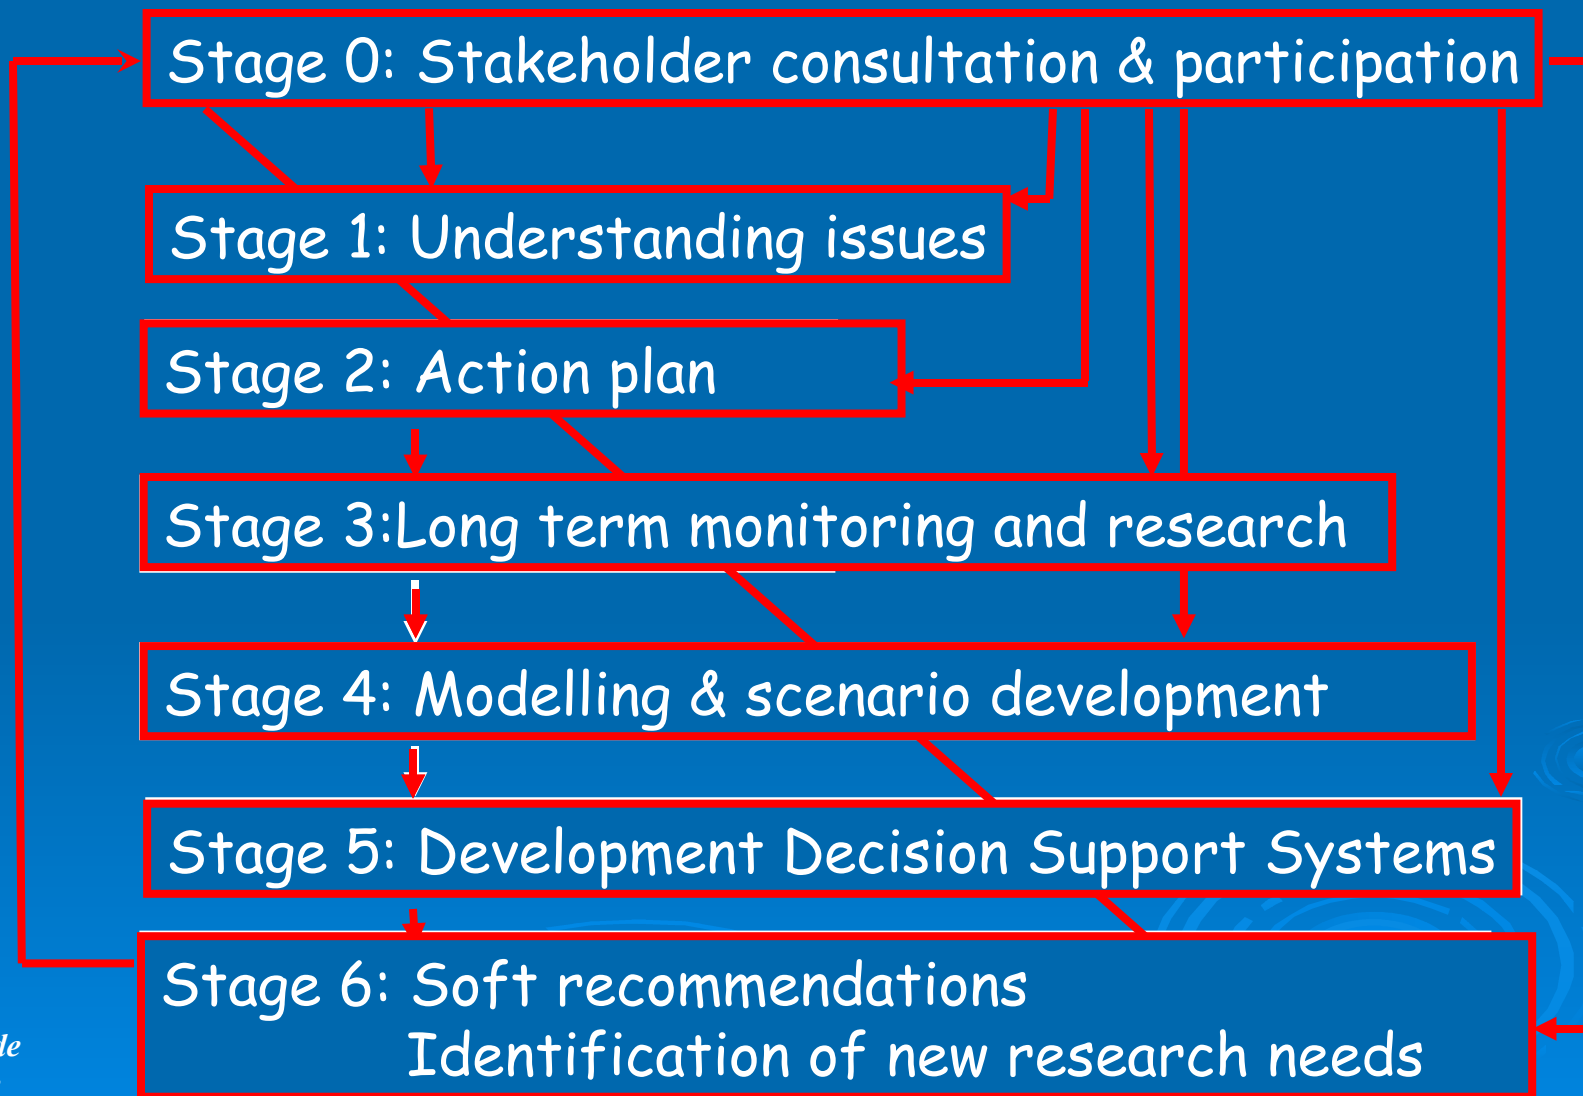 Stage 0: Stakeholder consultation & participation
Stage 1: Understanding issues
Stage 2: Action plan
Stage 3:Long term monitoring and research
Stage 4: Modelling & scenario development
Stage 5: Development Decision Support Systems
Stage 6: Soft recommendations
Identification of new research needs